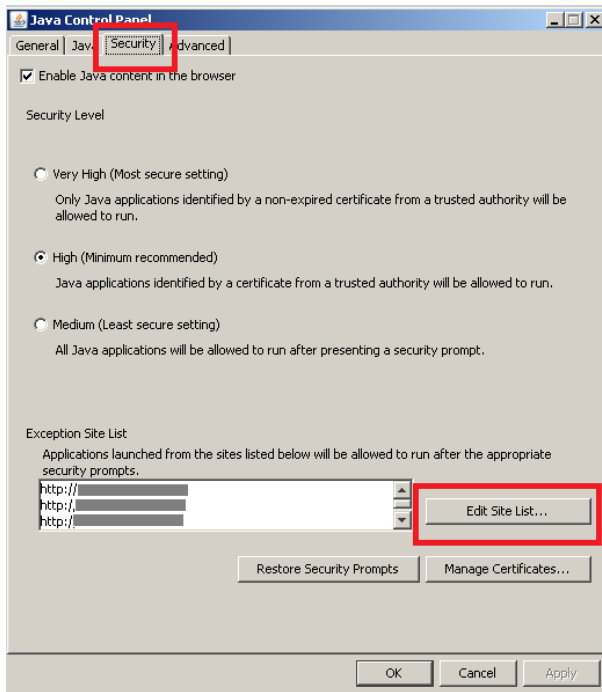 Java Control Panel
General Java Security Advanced
Enable Java content in the browser
Security Level
Very High (Most secure setting)
Only Java applications identified by a non-expired certificate from a trusted authority will be
allowed to run.
High (Minimum recommended)
Java applications identified by a certificate from a trusted authority will be allowed to run.
Medium (Least secure setting)
All Java applications will be allowed to run after presenting a security prompt.
Exception Site List
Applications launched from the sites listed below will be allowed to run after the appropriate
security prompts.
http://
http:/
http:/
Edit Site List...
Restore Security Prompts Manage Certificates...
OK Cancel Apply